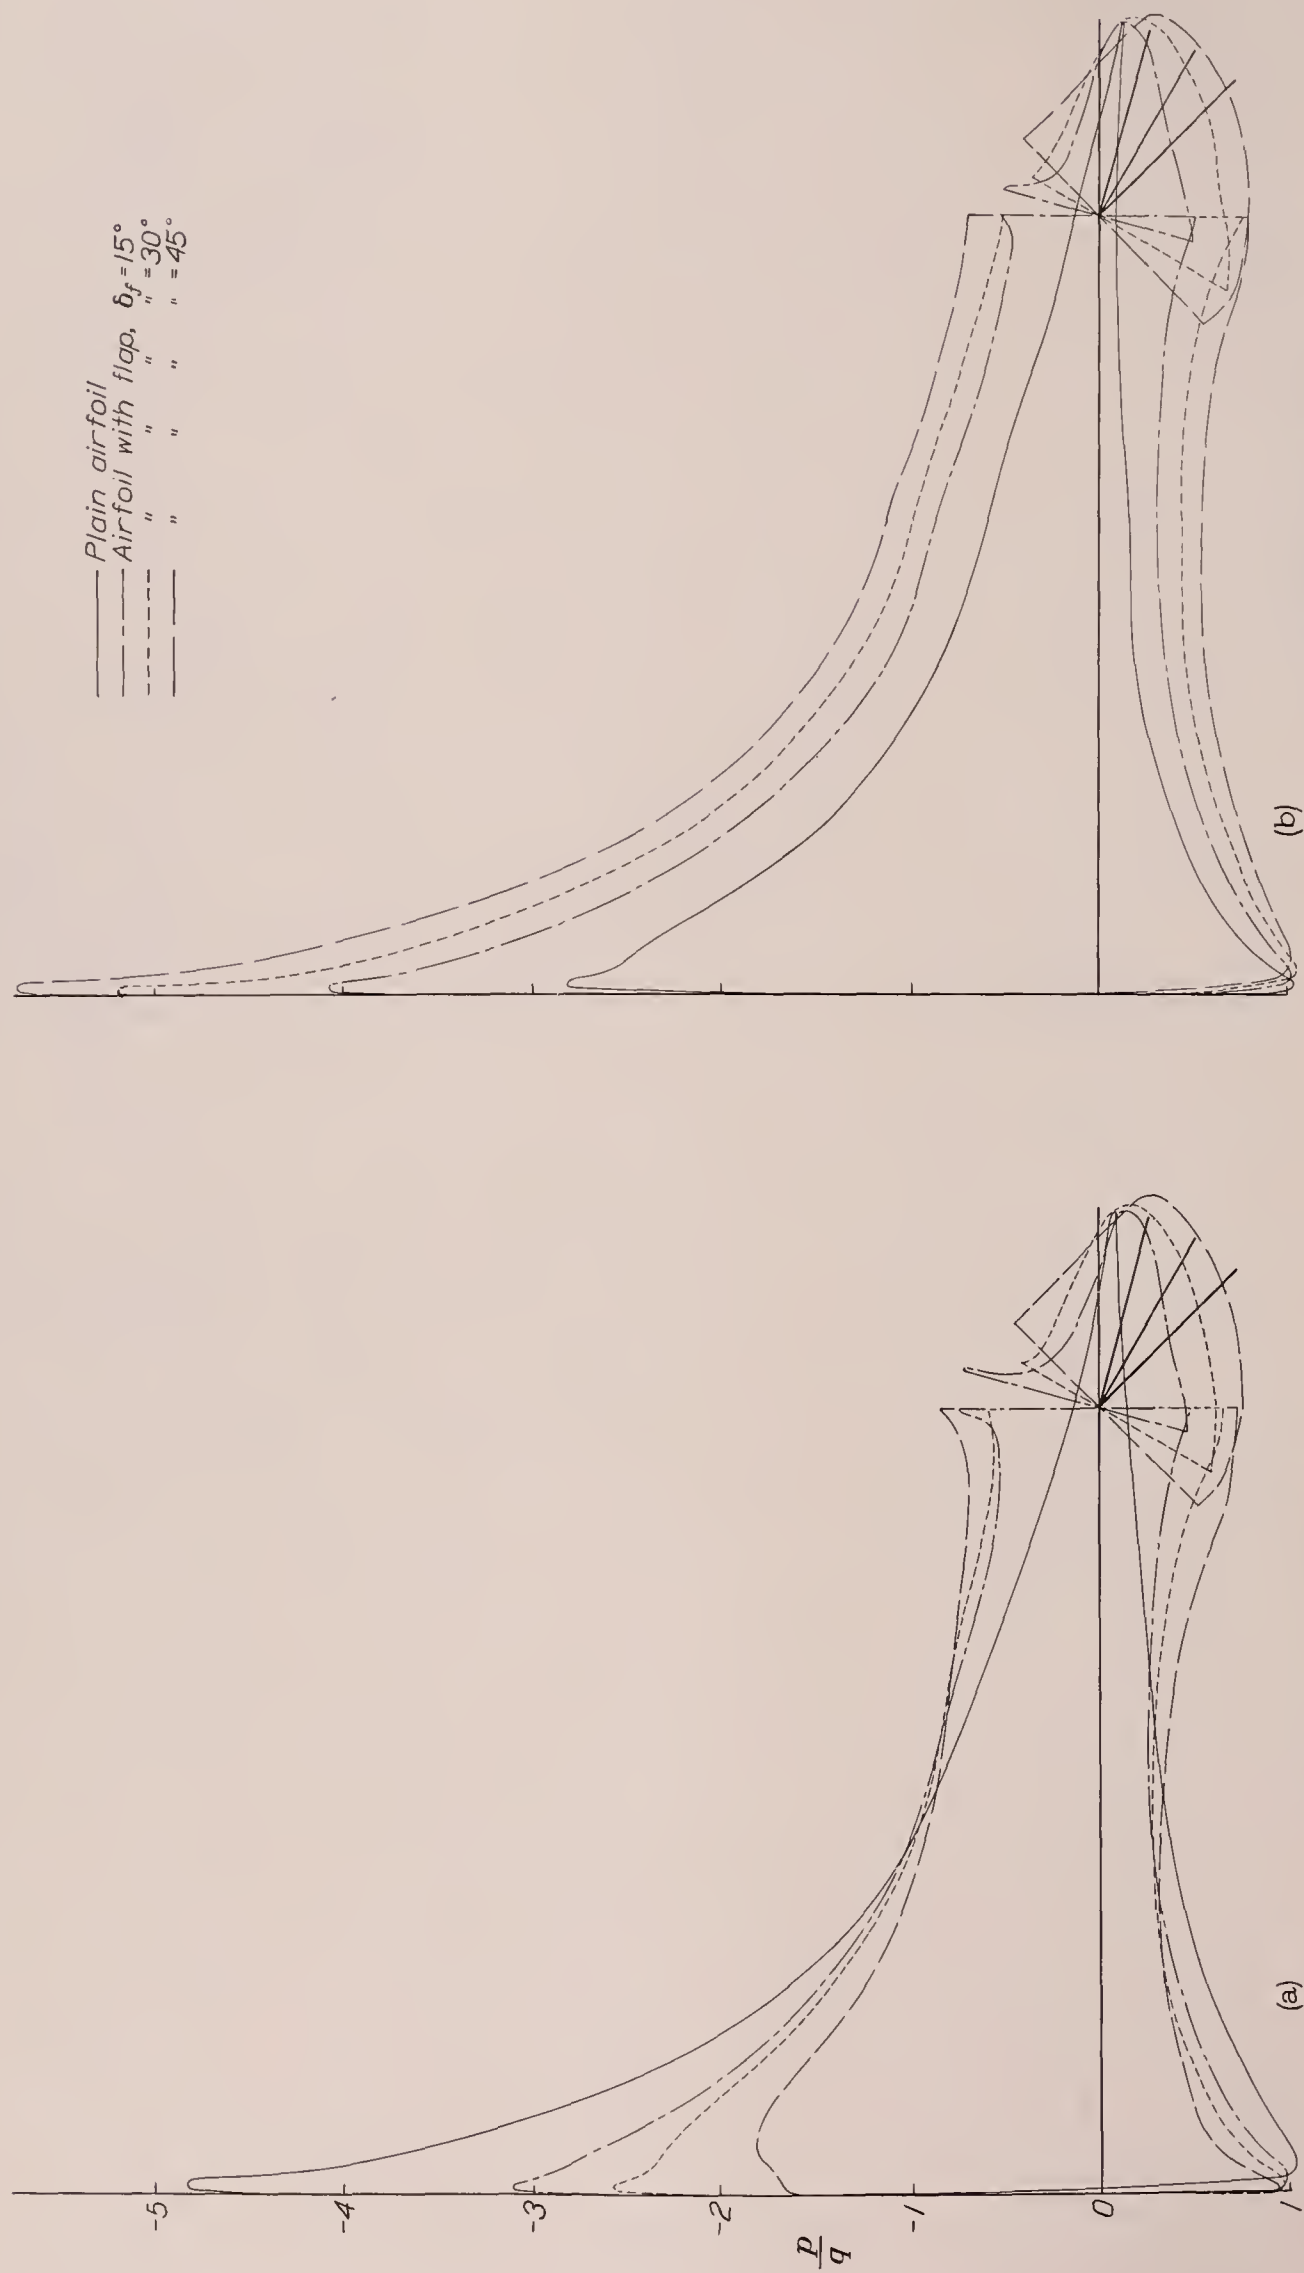 Plain airfoil
Airfoil with flap, δf = 15°
" " " " = 30°
" " " " = 45°
-5
-4
-3
-2
-1
0
1
p/q
(a)
(b)